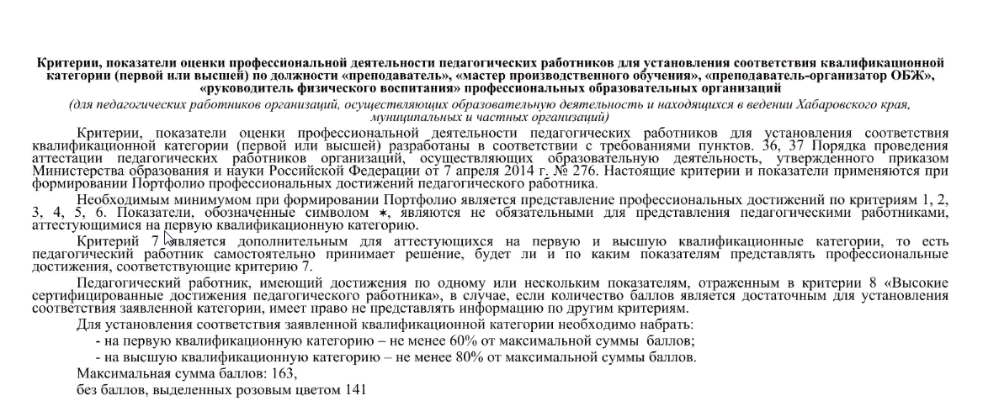 Критерии, показатели оценки профессиональной деятельности педагогических работников для установления соответствия квалификационной
категории (первой или высшей) по должности «преподаватель», «мастер производственного обучения», «преподаватель-организатор ОБЖ»,
«руководитель физического воспитания» профессиональных образовательных организаций
(для педагогических работников организаций, осуществляющих образовательную деятельность и находящихся в ведении Хабаровского края,
муниципальных и частных организаций)
Критерии, показатели оценки профессиональной деятельности педагогических работников для установления соответствия
квалификационной категории (первой или высшей) разработаны в соответствии с требованиями пунктов. 36, 37 Порядка проведения
аттестации педагогических работников организаций, осуществляющих образовательную деятельность, утвержденного приказом
Министерства образования и науки Российской Федерации от 7 апреля 2014 г. № 276. Настоящие критерии и показатели применяются при
формировании Портфолио профессиональных достижений педагогического работника.
Необходимым минимумом при формировании Портфолио является представление профессиональных достижений по критериям 1, 2,
3, 4, 5, 6. Показатели, обозначенные символом ✶, являются не обязательными для представления педагогическими работниками,
аттестующимися на первую квалификационную категорию.
Критерий 7 является дополнительным для аттестующихся на первую и высшую квалификационные категории, то есть
педагогический работник самостоятельно принимает решение, будет ли и по каким показателям представлять профессиональные
достижения, соответствующие критерию 7.
Педагогический работник, имеющий достижения по одному или нескольким показателям, отраженным в критерии 8 «Высокие
сертифицированные достижения педагогического работника», в случае, если количество баллов является достаточным для установления
соответствия заявленной категории, имеет право не представлять информацию по другим критериям.
Для установления соответствия заявленной квалификационной категории необходимо набрать:
- на первую квалификационную категорию – не менее 60% от максимальной суммы баллов;
- на высшую квалификационную категорию – не менее 80% от максимальной суммы баллов.
Максимальная сумма баллов: 163,
без баллов, выделенных розовым цветом 141